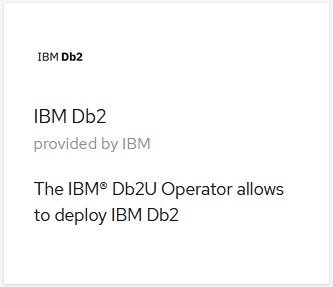 IBM Db2
IBM Db2
provided by IBM
The IBM® Db2U Operator allows
to deploy IBM Db2